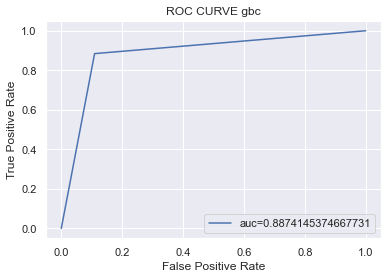 ROC CURVE gbc
1.0
0.8
0.6
0.4
0.2
0.0
True Positive Rate
auc=0.8874145374667731
0.0 0.2 0.4 0.6 0.8 1.0
False Positive Rate